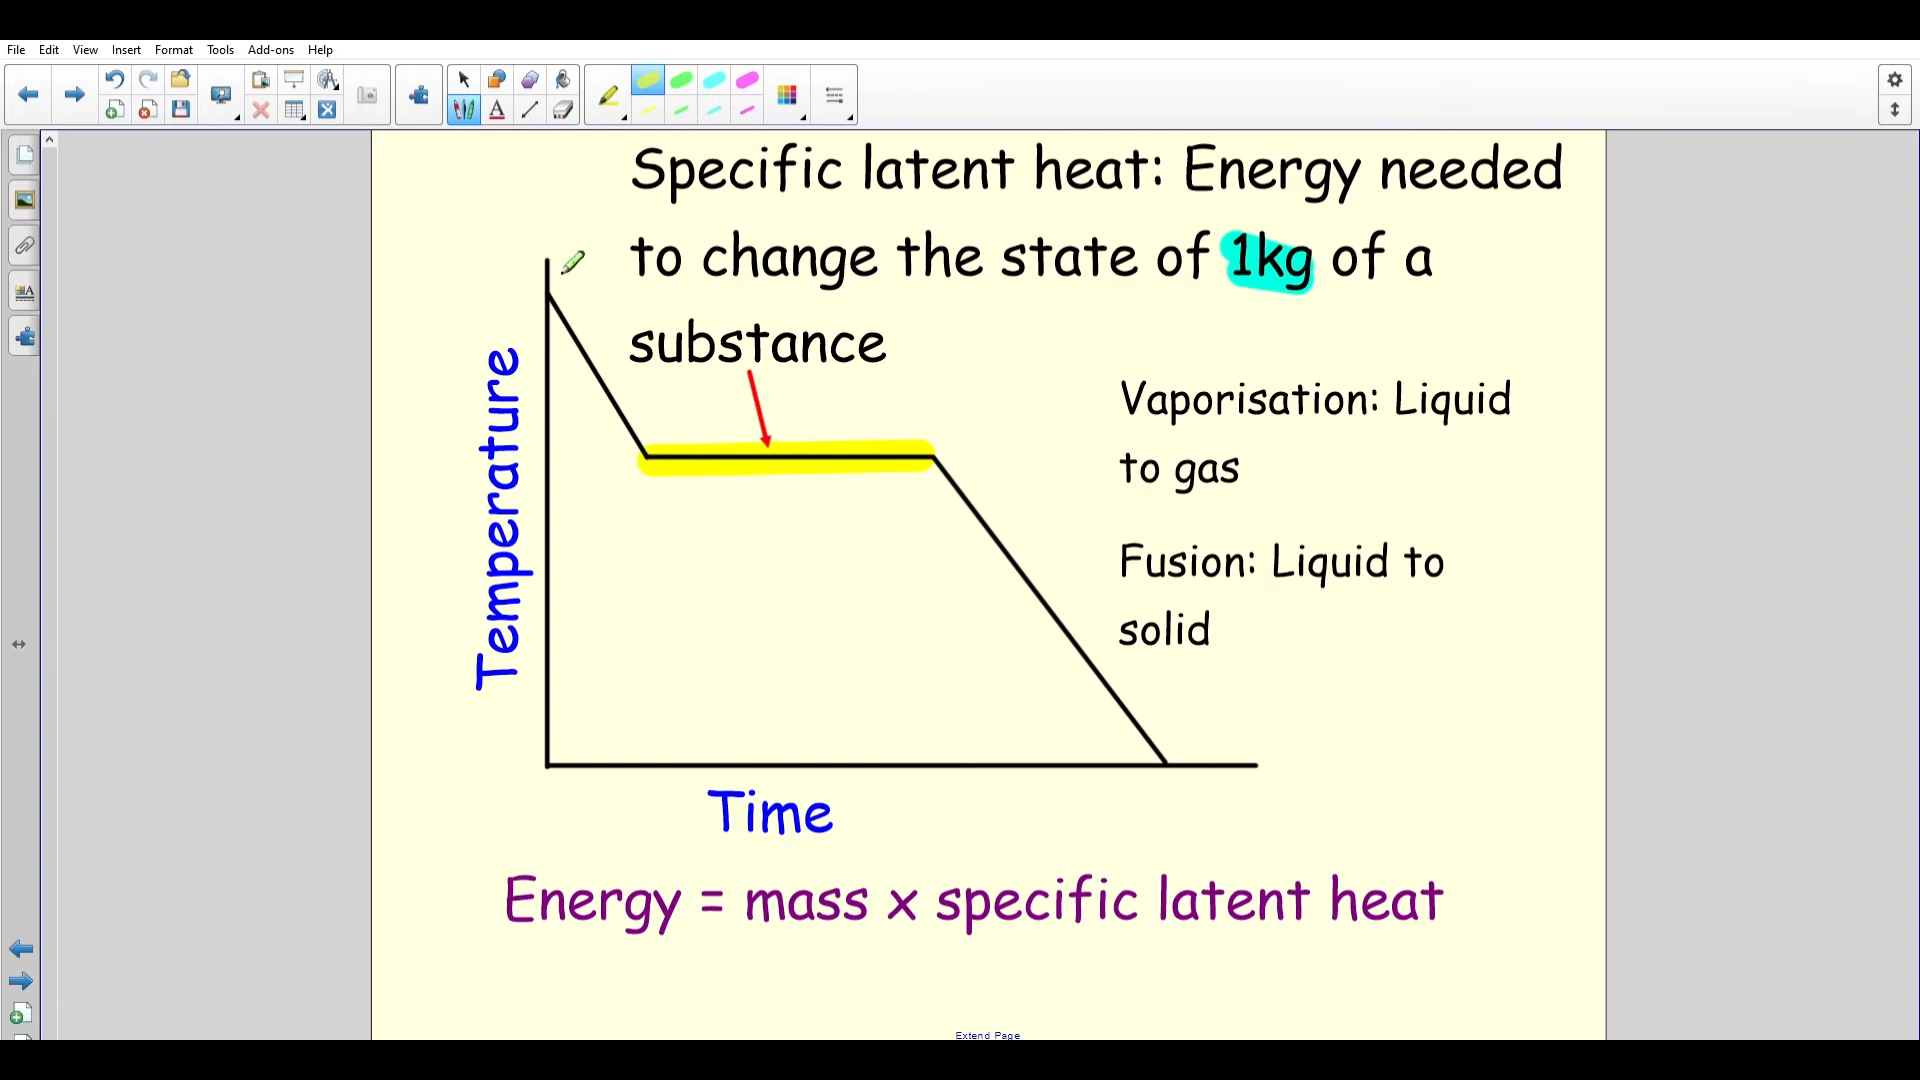 File Edit View Insert Format Tools Add-ons Help
Specific latent heat: Energy needed
to change the state of 1kg of a
substance
Vaporisation: Liquid
to gas
Fusion: Liquid to
solid
Temperature
Time
Energy = mass x specific latent heat
Extend Page